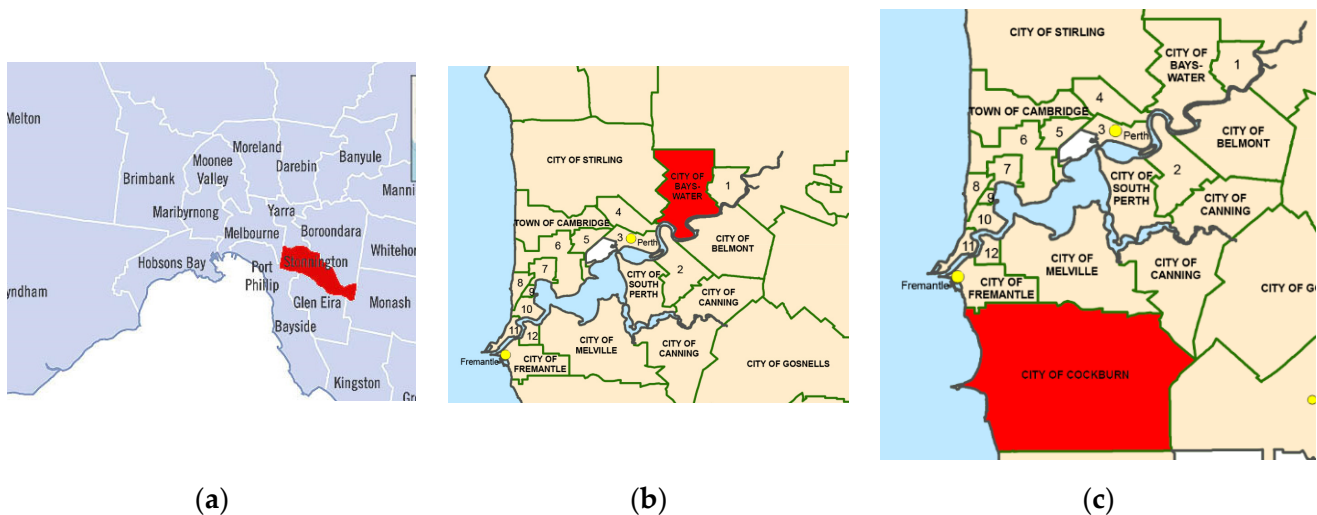 Melton
Moreland
Moonee
Valley
Darebin
Banyule
Brimbank
Manni
Maribyrnong
Yarra
Melbourne
Boroondara
Whitehor
Hobsons Bay
Port
Phillip
Stonnington
yndham
Glen Eira
Monash
Bayside
Kingston
Gr
(a)
CITY OF STIRLING
CITY OF
BAYS-
WATER
1
TOWN OF CAMBRIDGE
4
3
Perth
5
6
CITY OF
BELMONT
7
2
CITY OF
SOUTH
PERTH
8
9
CITY OF
CANNING
10
11
12
CITY OF
MELVILLE
CITY OF
CANNING
Fremantle
CITY OF
FREMANTLE
CITY OF GOSNELLS
(b)
CITY OF STIRLING
CITY OF
BAYS-
WATER
1
4
TOWN OF CAMBRIDGE
5
3
Perth
6
CITY OF
BELMONT
7
2
CITY OF
SOUTH
PERTH
8
9
CITY OF
CANNING
10
11
12
CITY OF
MELVILLE
CITY OF
CANNING
Fremantle
CITY OF
FREMANTLE
CITY OF GO
CITY OF COCKBURN
(c)